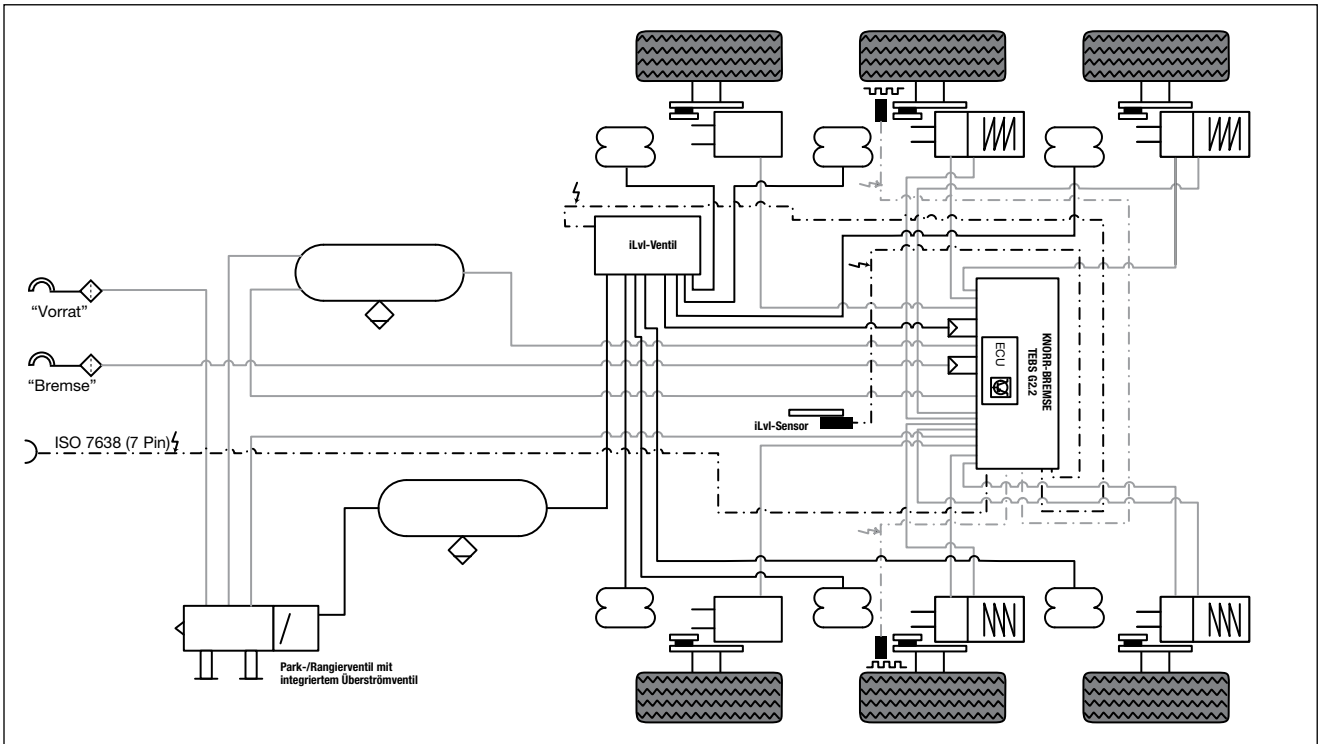 iLvl-Ventil
"Vorrat"
"Bremse"
KNORR-BREMSE
TEBS G2.2
ECU
iLvl-Sensor
ISO 7638 (7 Pin)
Park-/Rangierventil mit
integriertem Überströmventil